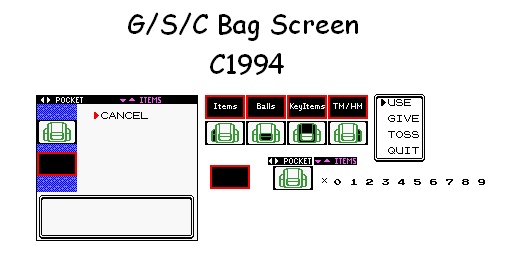 G/S/C Bag Screen
C1994
◀▶ POCKET ▼▲ ITEMS
▶CANCEL
Items Balls KeyItems TM/HM
▶USE
GIVE
TOSS
QUIT
◀▶ POCKET ▼▲ ITEMS
× 0 1 2 3 4 5 6 7 8 9